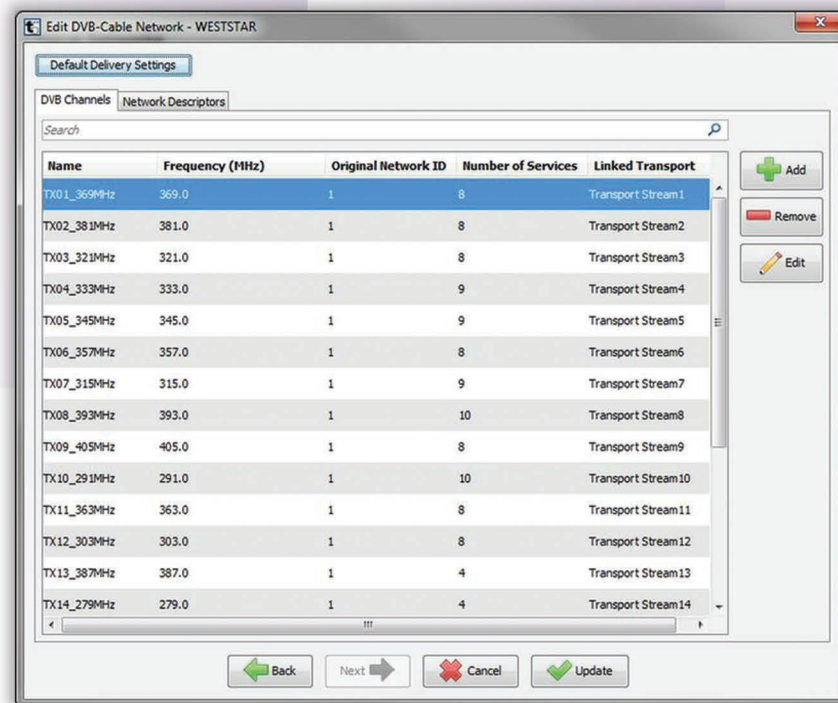 Edit DVB-Cable Network - WESTSTAR
Default Delivery Settings
DVB Channels Network Descriptors
Search
Name Frequency (MHz) Original Network ID Number of Services Linked Transport
TX01_369MHz 369.0 1 8 Transport Stream1
TX02_381MHz 381.0 1 8 Transport Stream2
TX03_321MHz 321.0 1 8 Transport Stream3
TX04_333MHz 333.0 1 9 Transport Stream4
TX05_345MHz 345.0 1 9 Transport Stream5
TX06_357MHz 357.0 1 8 Transport Stream6
TX07_315MHz 315.0 1 9 Transport Stream7
TX08_393MHz 393.0 1 10 Transport Stream8
TX09_405MHz 405.0 1 8 Transport Stream9
TX10_291MHz 291.0 1 10 Transport Stream10
TX11_363MHz 363.0 1 8 Transport Stream11
TX12_303MHz 303.0 1 8 Transport Stream12
TX13_387MHz 387.0 1 4 Transport Stream13
TX14_279MHz 279.0 1 4 Transport Stream14
Add
Remove
Edit
Back Next Cancel Update